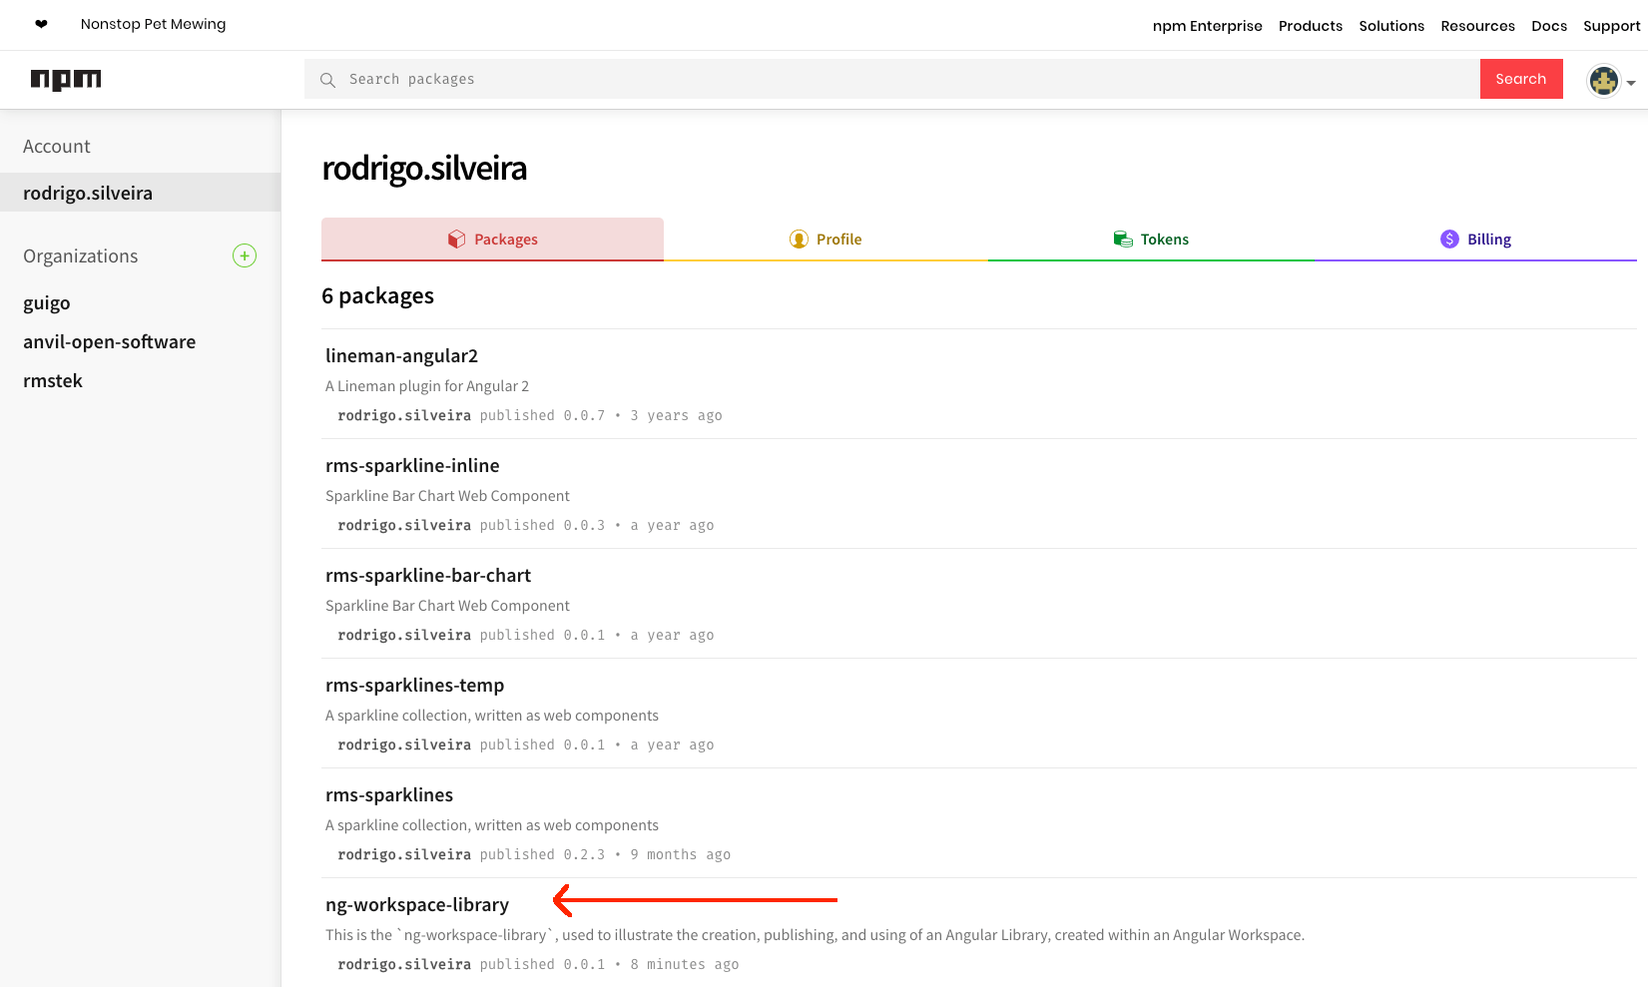 ❤ Nonstop Pet Mewing
npm Enterprise Products Solutions Resources Docs Support
npm
Search packages
Search
Account
rodrigo.silveira
Organizations
guigo
anvil-open-software
rmstek
rodrigo.silveira
Packages Profile Tokens Billing
6 packages
lineman-angular2
A Lineman plugin for Angular 2
rodrigo.silveira published 0.0.7 • 3 years ago
rms-sparkline-inline
Sparkline Bar Chart Web Component
rodrigo.silveira published 0.0.3 • a year ago
rms-sparkline-bar-chart
Sparkline Bar Chart Web Component
rodrigo.silveira published 0.0.1 • a year ago
rms-sparklines-temp
A sparkline collection, written as web components
rodrigo.silveira published 0.0.1 • a year ago
rms-sparklines
A sparkline collection, written as web components
rodrigo.silveira published 0.2.3 • 9 months ago
ng-workspace-library
This is the `ng-workspace-library`, used to illustrate the creation, publishing, and using of an Angular Library, created within an Angular Workspace.
rodrigo.silveira published 0.0.1 • 8 minutes ago